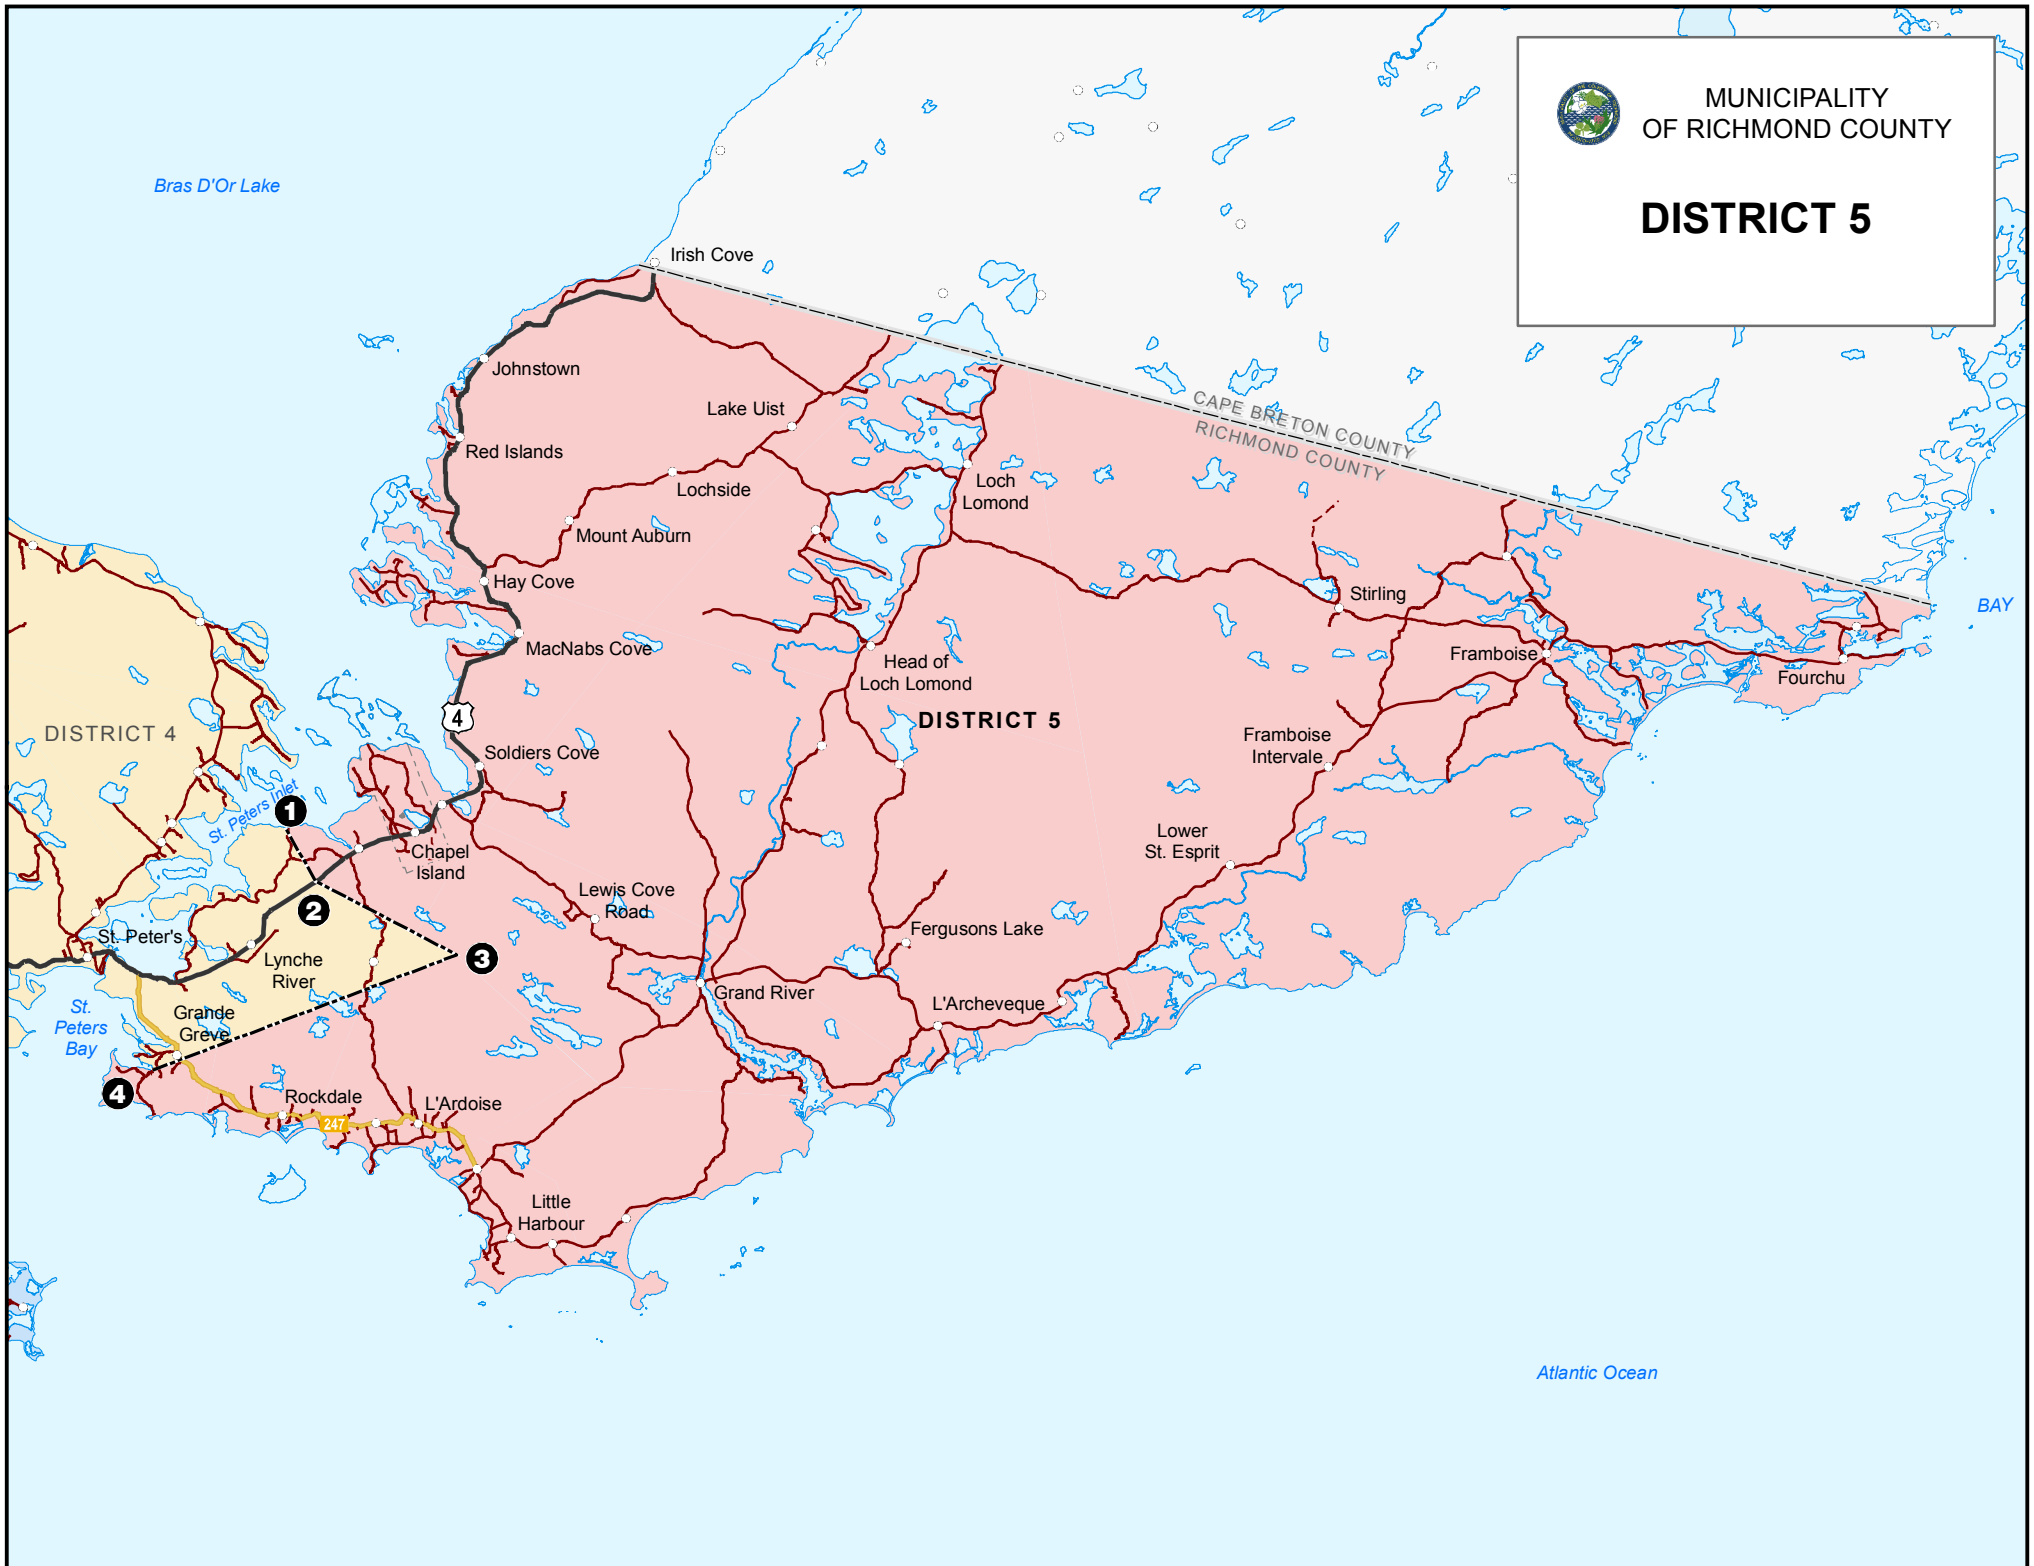 MUNICIPALITY
OF RICHMOND COUNTY
DISTRICT 5
Bras D'Or Lake
Irish Cove
Johnstown
Lake Uist
CAPE BRETON COUNTY
RICHMOND COUNTY
Red Islands
Lochside
Loch
Lomond
Mount Auburn
Hay Cove
Stirling
BAY
MacNabs Cove
Head of
Loch Lomond
Framboise
Fourchu
4
DISTRICT 5
DISTRICT 4
Soldiers Cove
Framboise
Intervale
St. Peters Inlet
1
Chapel
Island
Lower
St. Esprit
Lewis Cove
Road
2
St. Peter's
Fergusons Lake
3
Lynche
River
Grand River
L'Archeveque
St.
Peters
Bay
Grande
Greve
4
Rockdale
L'Ardoise
247
Little
Harbour
Atlantic Ocean